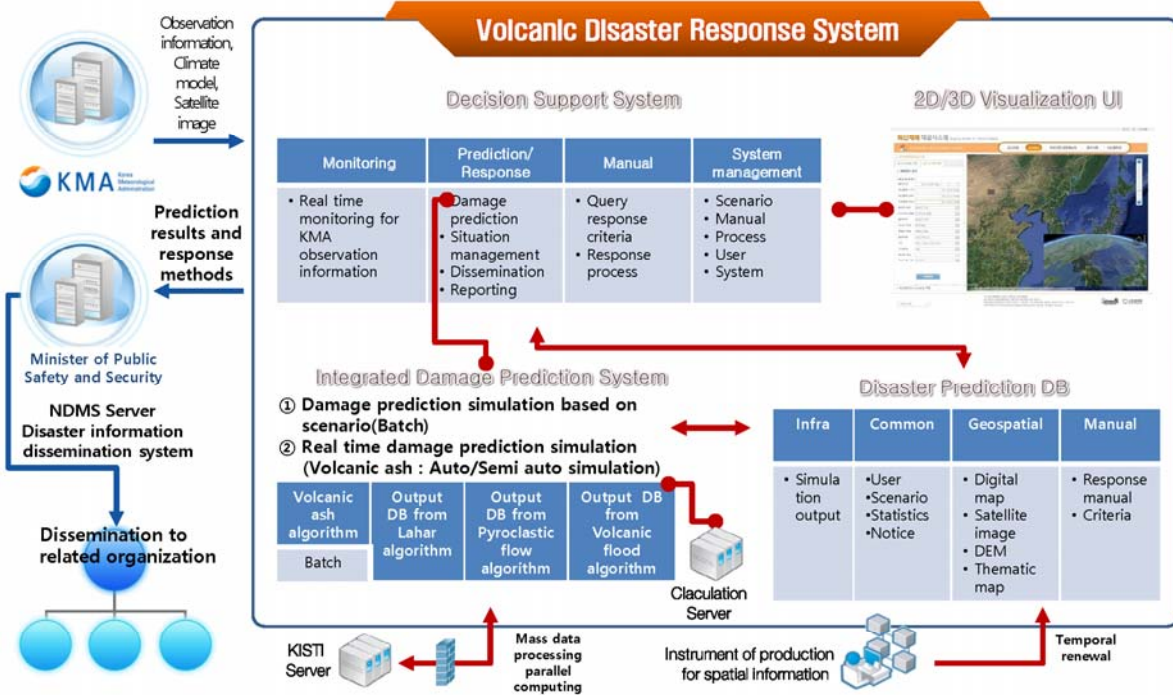 Volcanic Disaster Response System
Observation
information,
Climate
model,
Satellite
image
KMA Korea
Meteorological
Administration
Prediction
results and
response
methods
Minister of Public
Safety and Security
NDMS Server
Disaster information
dissemination system
Dissemination to
related organization
Decision Support System
Monitoring
• Real time
monitoring for
KMA
observation
information
Prediction/
Response
• Damage
prediction
• Situation
management
• Dissemination
• Reporting
Manual
• Query
response
criteria
• Response
process
System
management
• Scenario
• Manual
• Process
• User
• System
2D/3D Visualization UI
Integrated Damage Prediction System
① Damage prediction simulation based on
scenario(Batch)
② Real time damage prediction simulation
(Volcanic ash : Auto/Semi auto simulation)
Volcanic
ash
algorithm
Batch
Output
DB from
Lahar
algorithm
Output
DB from
Pyroclastic
flow
algorithm
Output DB
from
Volcanic
flood
algorithm
Claculation
Server
Disaster Prediction DB
Infra
• Simula
tion
output
Common
•User
•Scenario
•Statistics
•Notice
Geospatial
• Digital
map
• Satellite
image
• DEM
• Thematic
map
Manual
• Response
manual
• Criteria
KISTI
Server
Mass data
processing
parallel
computing
Instrument of production
for spatial information
Temporal
renewal